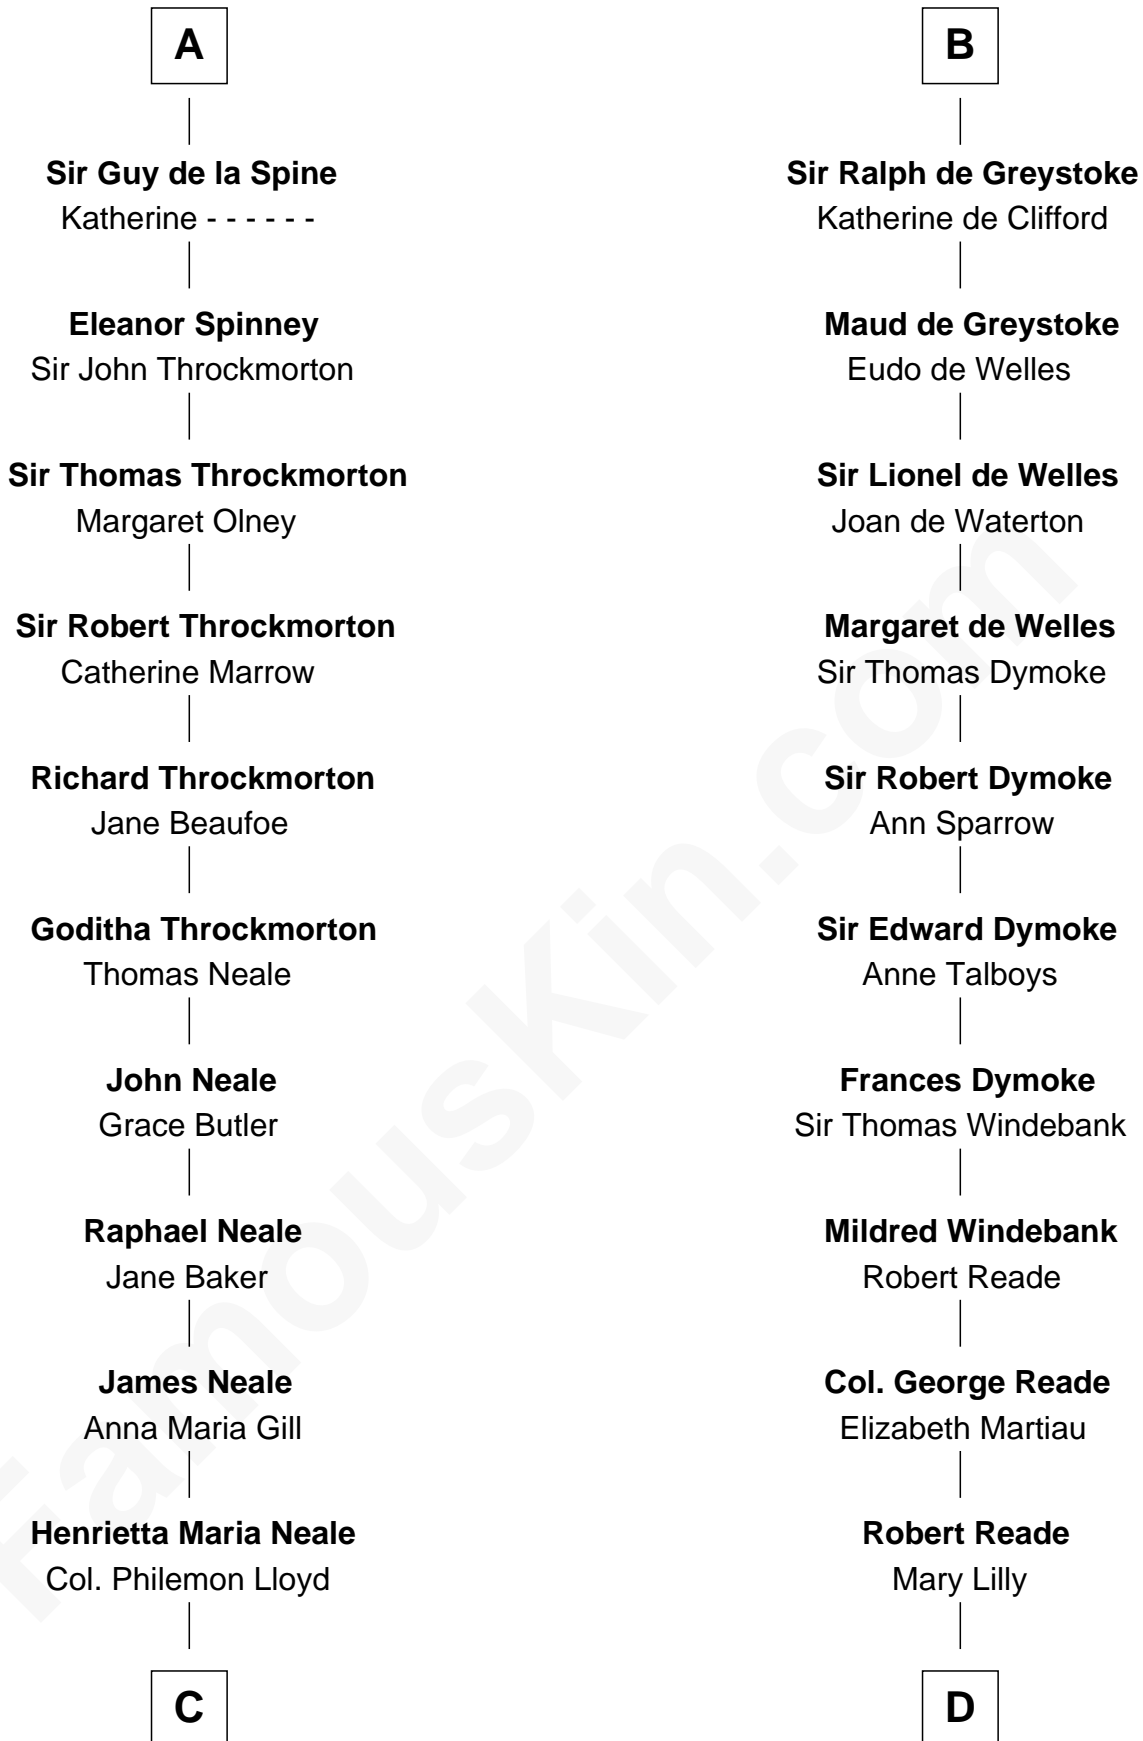 A
Sir Guy de la Spine
Katherine - - - - - -
Eleanor Spinney
Sir John Throckmorton
Sir Thomas Throckmorton
Margaret Olney
Sir Robert Throckmorton
Catherine Marrow
Richard Throckmorton
Jane Beaufoe
Goditha Throckmorton
Thomas Neale
John Neale
Grace Butler
Raphael Neale
Jane Baker
James Neale
Anna Maria Gill
Henrietta Maria Neale
Col. Philemon Lloyd
C
B
Sir Ralph de Greystoke
Katherine de Clifford
Maud de Greystoke
Eudo de Welles
Sir Lionel de Welles
Joan de Waterton
Margaret de Welles
Sir Thomas Dymoke
Sir Robert Dymoke
Ann Sparrow
Sir Edward Dymoke
Anne Talboys
Frances Dymoke
Sir Thomas Windebank
Mildred Windebank
Robert Reade
Col. George Reade
Elizabeth Martiau
Robert Reade
Mary Lilly
D
FamousKin.com